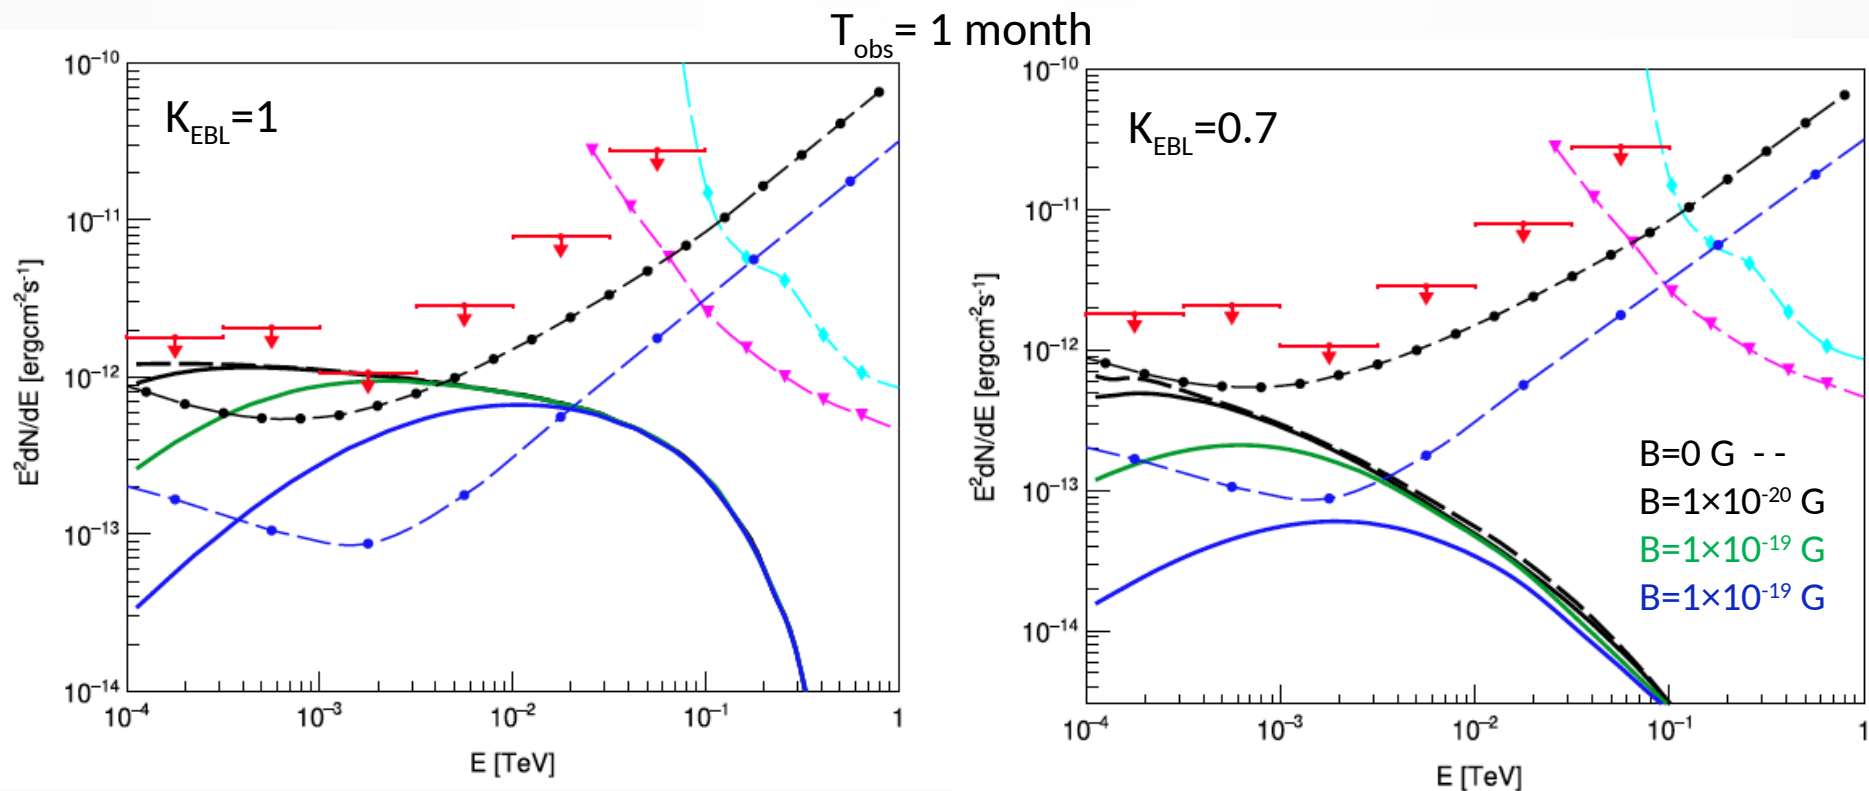 T_obs= 1 month
K_EBL=1
10⁻¹⁰
10⁻¹¹
10⁻¹²
10⁻¹³
10⁻¹⁴
E²dN/dE [ergcm⁻²s⁻¹]
10⁻⁴ 10⁻³ 10⁻² 10⁻¹ 1
E [TeV]
K_EBL=0.7
10⁻¹⁰
10⁻¹¹
10⁻¹²
10⁻¹³
10⁻¹⁴
E²dN/dE [ergcm⁻²s⁻¹]
B=0 G - -
B=1×10⁻²⁰ G
B=1×10⁻¹⁹ G
B=1×10⁻¹⁹ G
10⁻⁴ 10⁻³ 10⁻² 10⁻¹ 1
E [TeV]